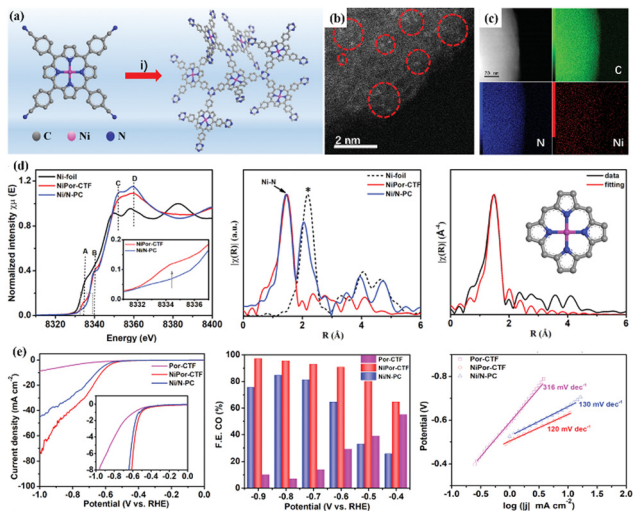 (a)
i)
C
Ni
N
(b)
2 nm
(c)
C
N
Ni
(d)
Normalized intensity χμ (E)
Ni-foil
NiPor-CTF
Ni/N-PC
A
B
C
D
0.2
0.1
0.0
NiPor-CTF
Ni/N-PC
8332 8334 8336
8320 8340 8360 8380 8400
Energy (eV)
|χ(R)| (a.u.)
Ni-N
*
Ni-foil
NiPor-CTF
Ni/N-PC
0 2 4 6
R (Å)
|χ(R)| (Å⁻⁴)
data
fitting
0 1 2 3 4 5 6
R (Å)
(e)
Current density (mA cm⁻²)
0
-20
-40
-60
-80
-100
Por-CTF
NiPor-CTF
Ni/N-PC
0
-2
-4
-6
-8
-1.0 -0.8 -0.6 -0.4 -0.2 0.0
-1.0 -0.8 -0.6 -0.4 -0.2 0.0
Potential (V vs. RHE)
F.E. CO (%)
100
80
60
40
20
0
Por-CTF
NiPor-CTF
Ni/N-PC
-0.9 -0.8 -0.7 -0.6 -0.5 -0.4
Potential (V vs. RHE)
Potential (V)
-0.8
-0.6
-0.4
Por-CTF
NiPor-CTF
Ni/N-PC
316 mV dec⁻¹
130 mV dec⁻¹
120 mV dec⁻¹
-0.5 0.0 0.5 1.0 1.5
log (|j| mA cm⁻²)